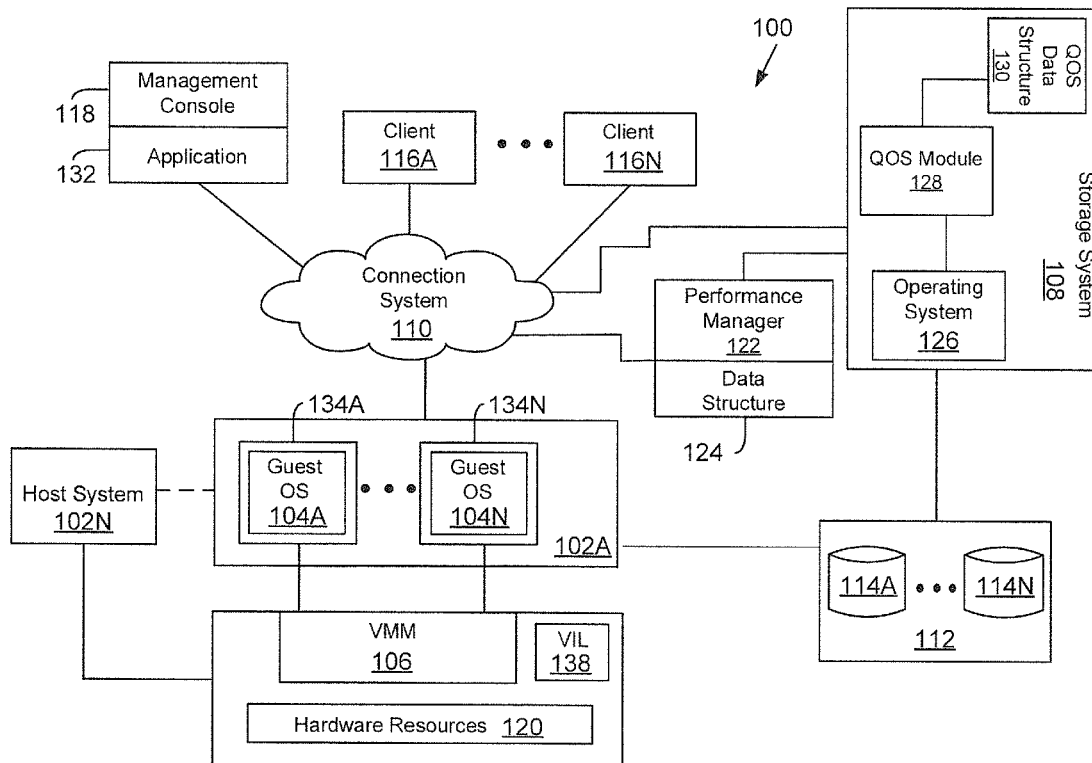 100
Management
Console
118
Application
132
Client
116A
Client
116N
QOS
Data
Structure
130
QOS Module
128
Storage System
108
Operating
System
126
Connection
System
110
Performance
Manager
122
Data
Structure
124
134A
134N
Host System
102N
Guest
OS
104A
Guest
OS
104N
102A
114A
114N
112
VMM
106
VIL
138
Hardware Resources 120